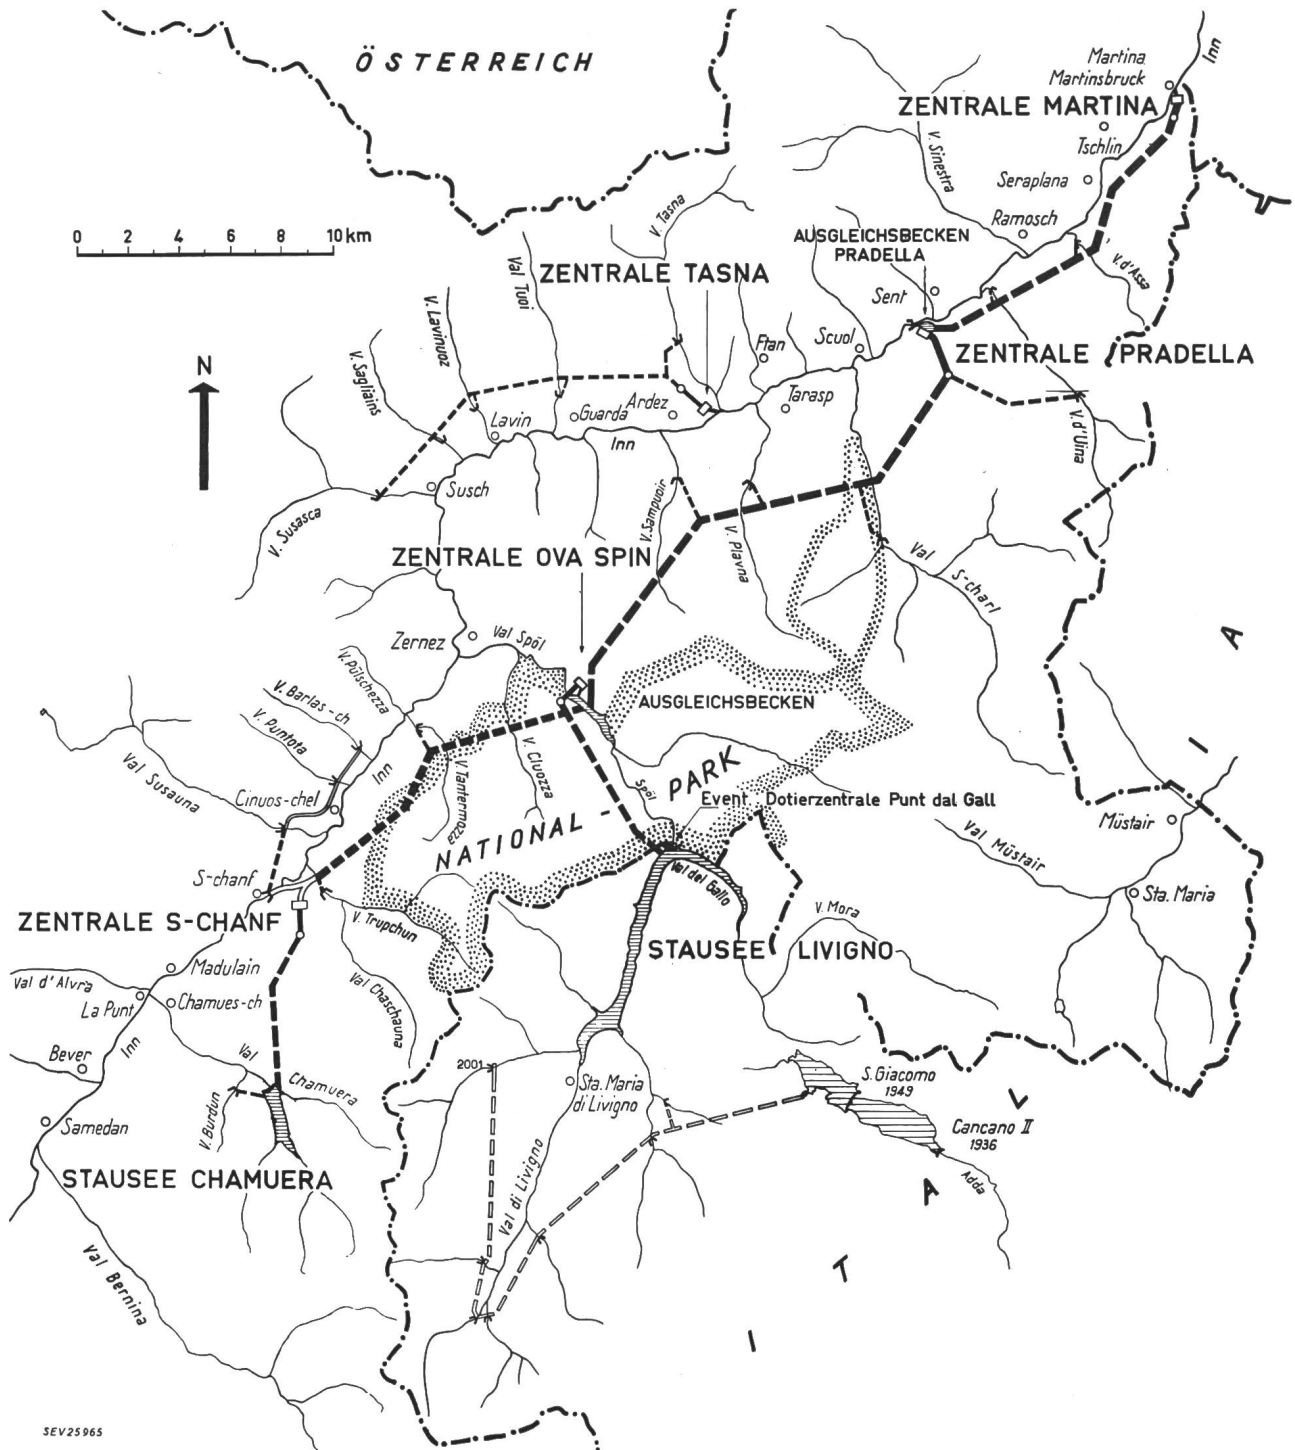 ÖSTERREICH
Inn
Martina
Martinsbruck
ZENTRALE MARTINA
Tschlin
V. Sinestra
Seraplana
Ramosch
V. d'Assa
0 2 4 6 8 10 km
V. Tasna
AUSGLEICHSBECKEN
PRADELLA
ZENTRALE TASNA
Val Tuoi
Sent
V. Lavinuoz
V. Sagliains
Ftan
Scuol
ZENTRALE PRADELLA
N
Tarasp
Ardez
Guarda
Lavin
Inn
V. d'Uina
Susch
V. Susasca
V. Sampuoir
V. Plavna
ZENTRALE OVA SPIN
Val
S-charl
Zernez
Val Spöl
V. Pülschezza
V. Barlas-ch
V. Puntota
AUSGLEICHSBECKEN
Val Susauna
Inn
V. Cluozza
V. Tantermozza
Cinuos-chel
Spöl
PARK
Event. Dotierzentrale Punt dal Gall
NATIONAL-
Val Müstair
Müstair
Sta. Maria
S-chanf
Val del Gallo
ZENTRALE S-CHANF
V. Trupchun
V. Mora
STAUSEE LIVIGNO
Madulain
Val d'Alvra
La Punt
Chamues-ch
Val Chaschauna
Bever
Inn
Val
Chamuera
2001
Sta. Maria
di Livigno
S. Giacomo
1949
Cancano II
1936
Samedan
V. Burdun
STAUSEE CHAMUERA
Adda
Val di Livigno
Val Bernina
I T A L I A
SEV25965